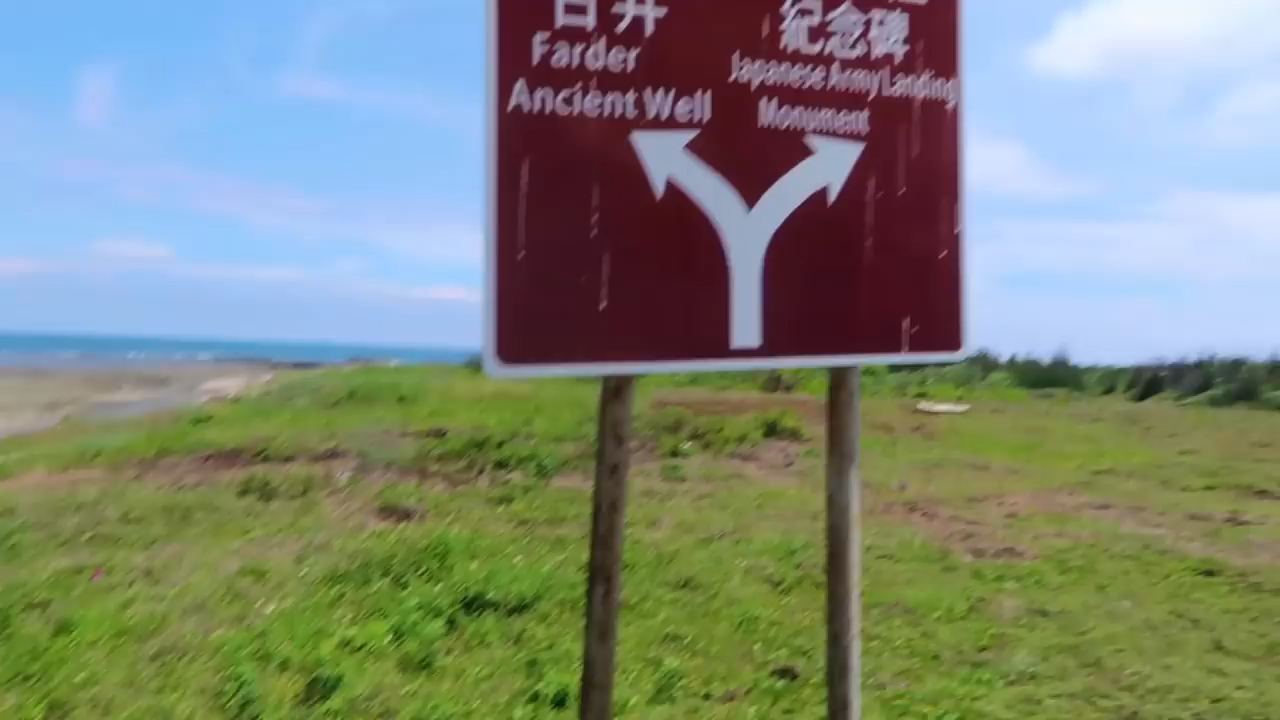 古井
Farder
Ancient Well
紀念碑
Japanese Army Landing
Monument